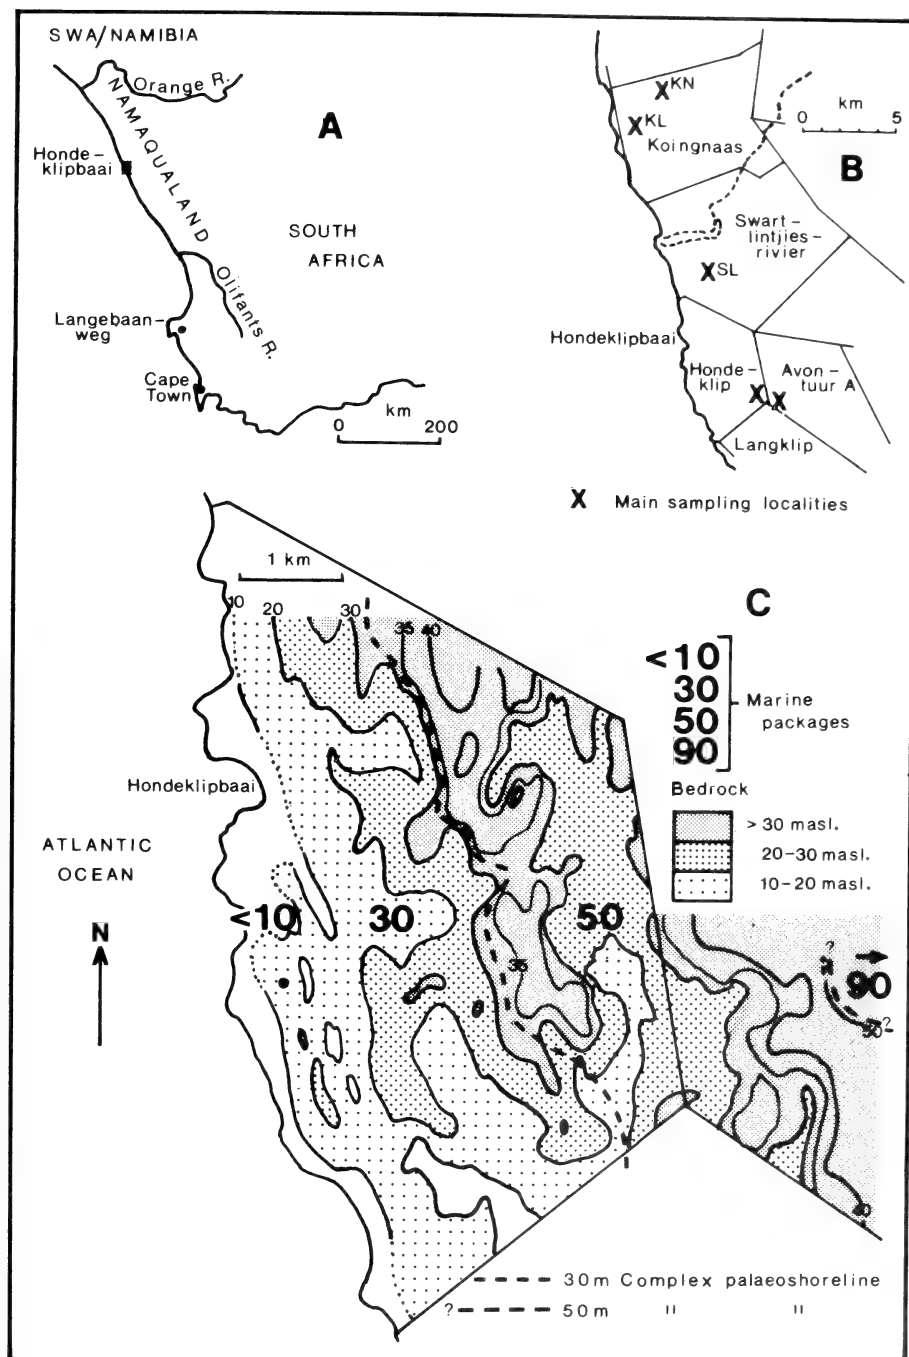 SWA/NAMIBIA
Orange R.
NAMAQUALAND
Honde-
klipbaai
A
SOUTH
AFRICA
Olifants R.
Langebaan-
weg
Cape
Town
km
0 200
KN
KL
Koingnaas
km
0 5
B
Swart-
lintjies-
rivier
SL
Hondeklipbaai
Honde-
klip
Avon-
tuur A
Langklip
X Main sampling localities
1 km
10 20 30 35 40
C
<10
30
50
90
Marine
packages
Bedrock
> 30 masl.
20-30 masl.
10-20 masl.
Hondeklipbaai
ATLANTIC
OCEAN
N
<10 30 50
35
?
90
50 ?
40
30m Complex palaeoshoreline
? 50m " "